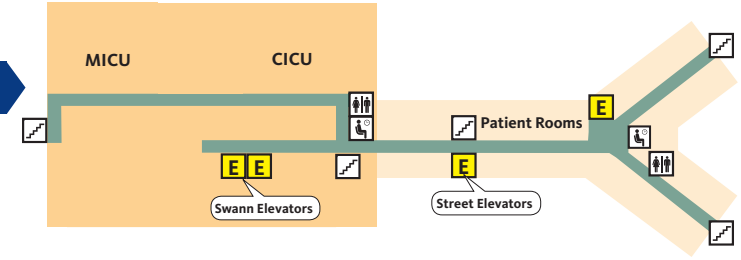 MICU
CICU
E
Patient Rooms
E E
E
Swann Elevators
Street Elevators